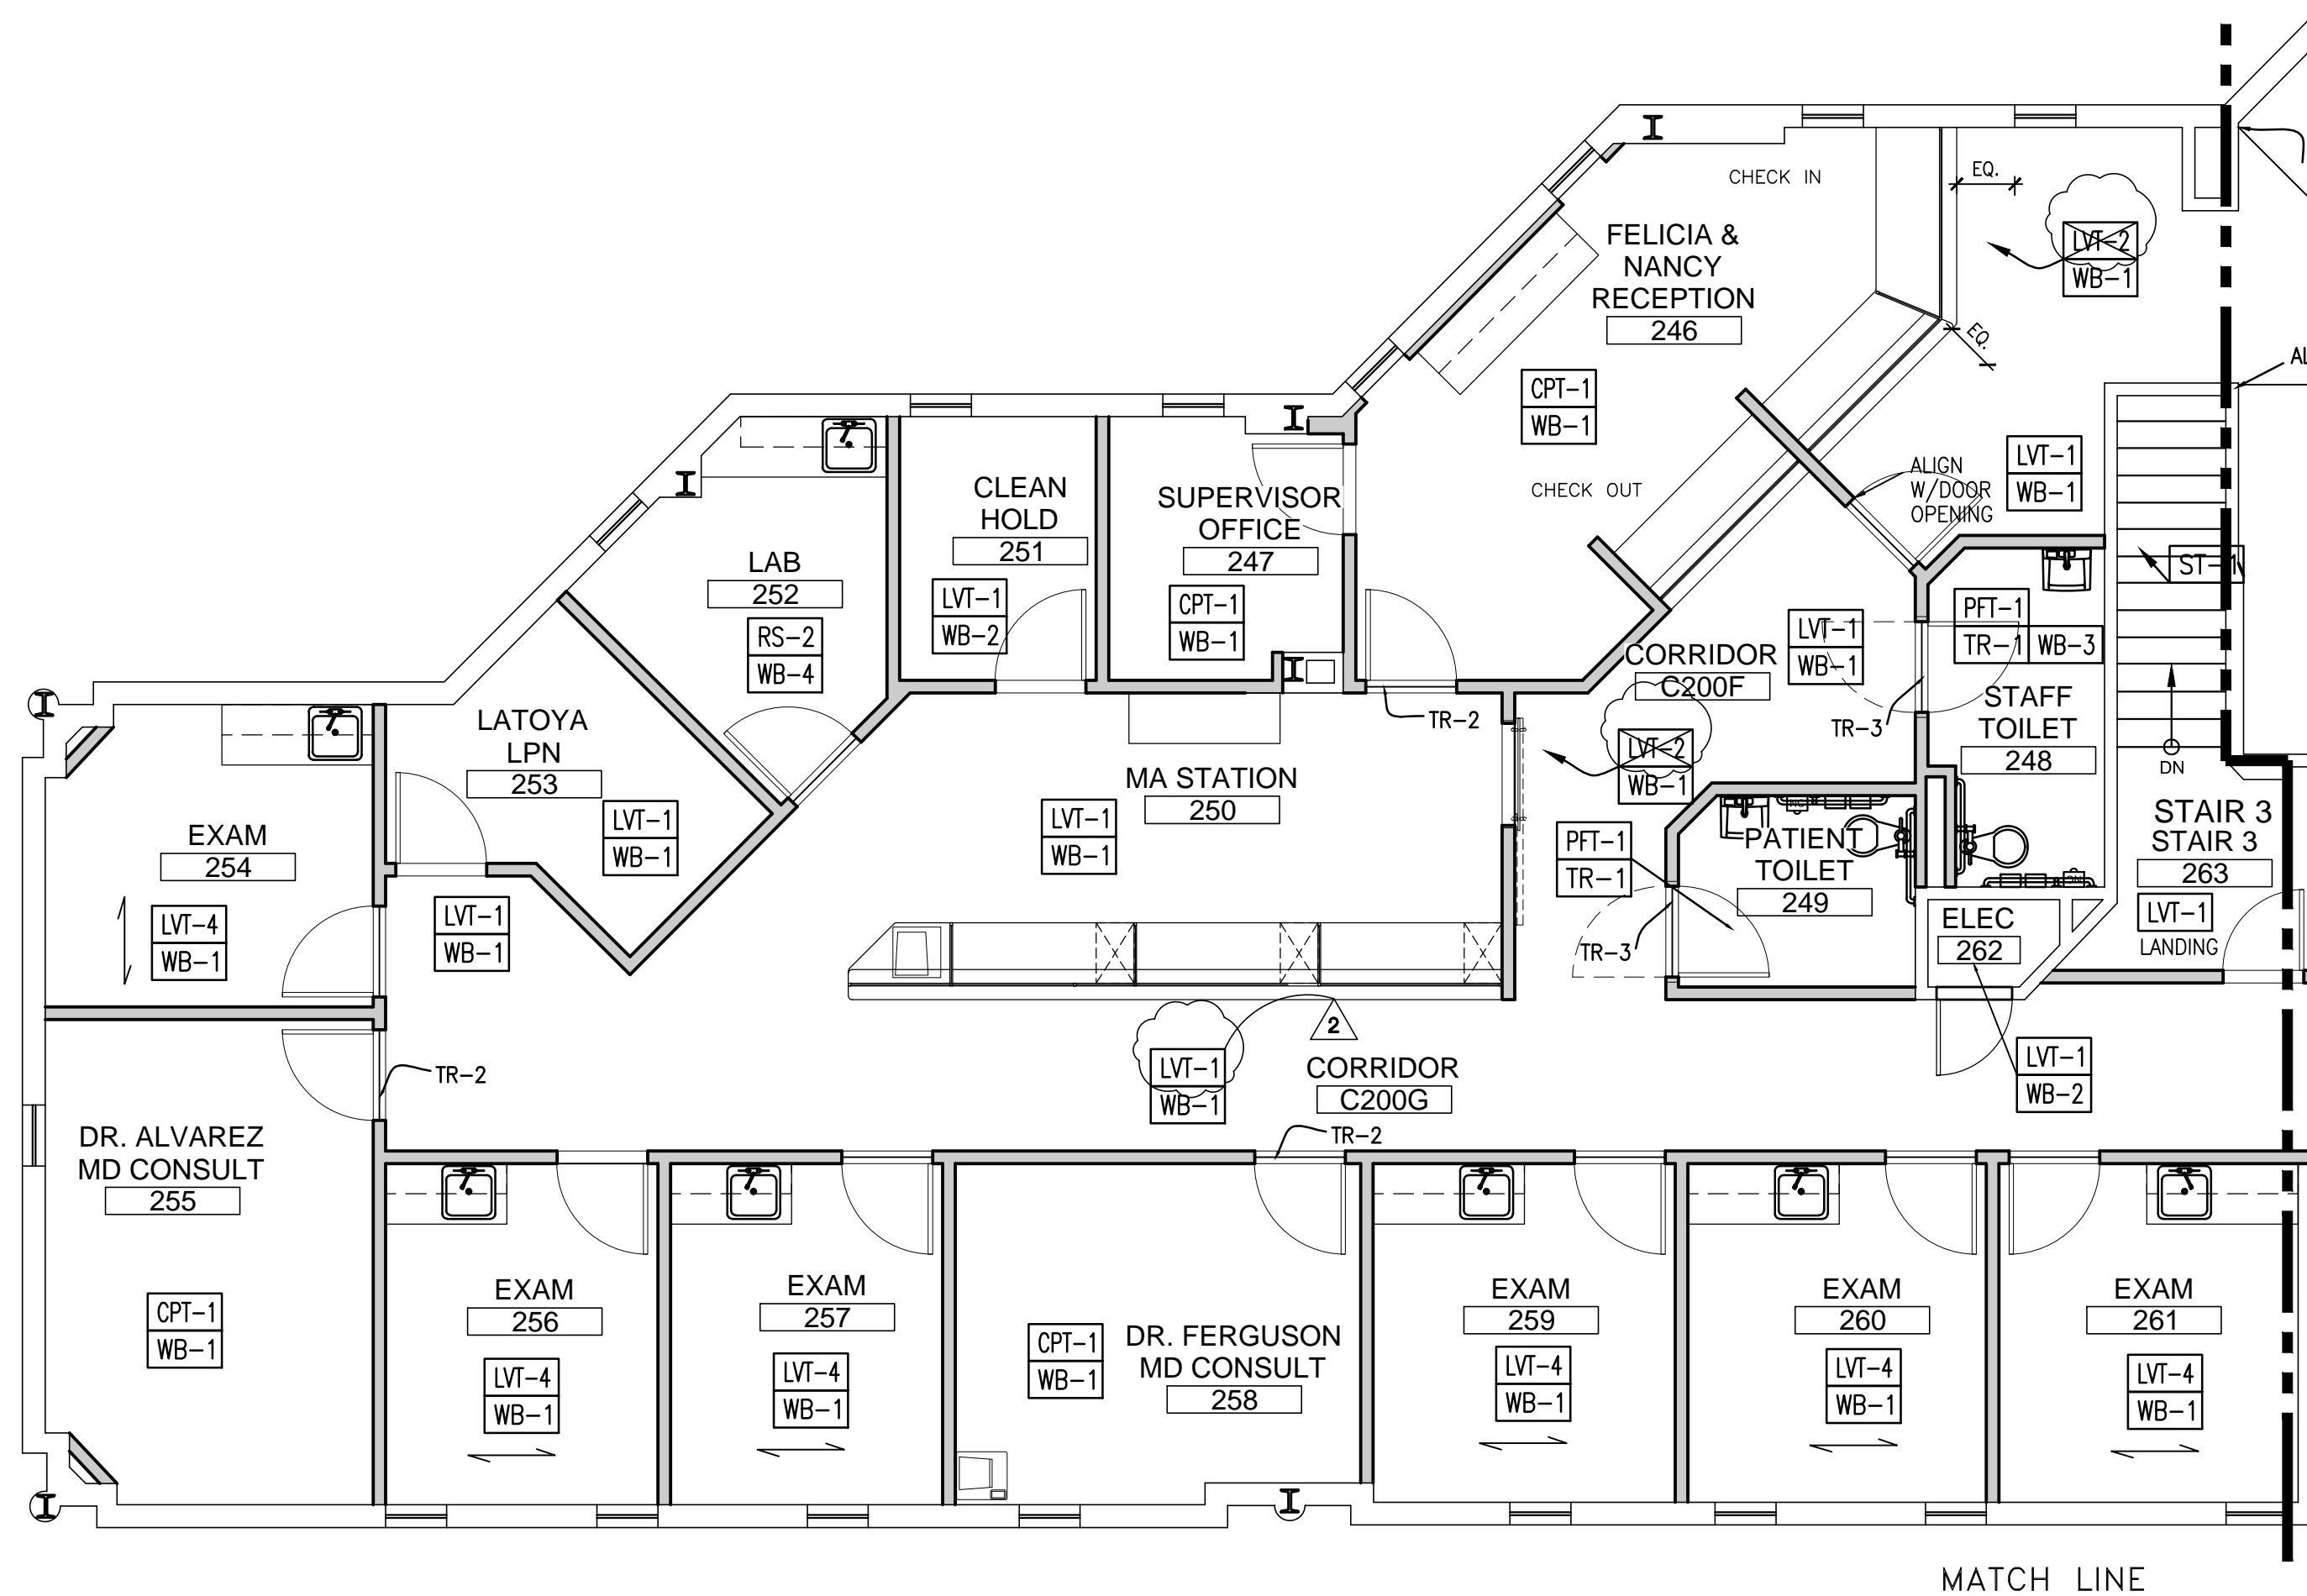 CHECK IN
EQ.
LVT-2
WB-1
FELICIA &
NANCY
RECEPTION
246
EQ.
CPT-1
WB-1
CHECK OUT
ALIGN
W/DOOR
OPENING
LVT-1
WB-1
CLEAN
HOLD
251
LVT-1
WB-2
SUPERVISOR
OFFICE
247
CPT-1
WB-1
LAB
252
RS-2
WB-4
ST-1
PFT-1
TR-1 WB-3
LVT-1
WB-1
CORRIDOR
C200F
STAFF
TOILET
248
TR-3
TR-2
LVT-2
WB-1
DN
LATOYA
LPN
253
LVT-1
WB-1
MA STATION
250
LVT-1
WB-1
EXAM
254
LVT-4
WB-1
LVT-1
WB-1
PFT-1
TR-1
PATIENT
TOILET
249
TR-3
ELEC
262
STAIR 3
STAIR 3
263
LVT-1
LANDING
2
LVT-1
WB-1
CORRIDOR
C200G
LVT-1
WB-2
TR-2
TR-2
DR. ALVAREZ
MD CONSULT
255
CPT-1
WB-1
EXAM
256
LVT-4
WB-1
EXAM
257
LVT-4
WB-1
CPT-1
WB-1
DR. FERGUSON
MD CONSULT
258
EXAM
259
LVT-4
WB-1
EXAM
260
LVT-4
WB-1
EXAM
261
LVT-4
WB-1
MATCH LINE